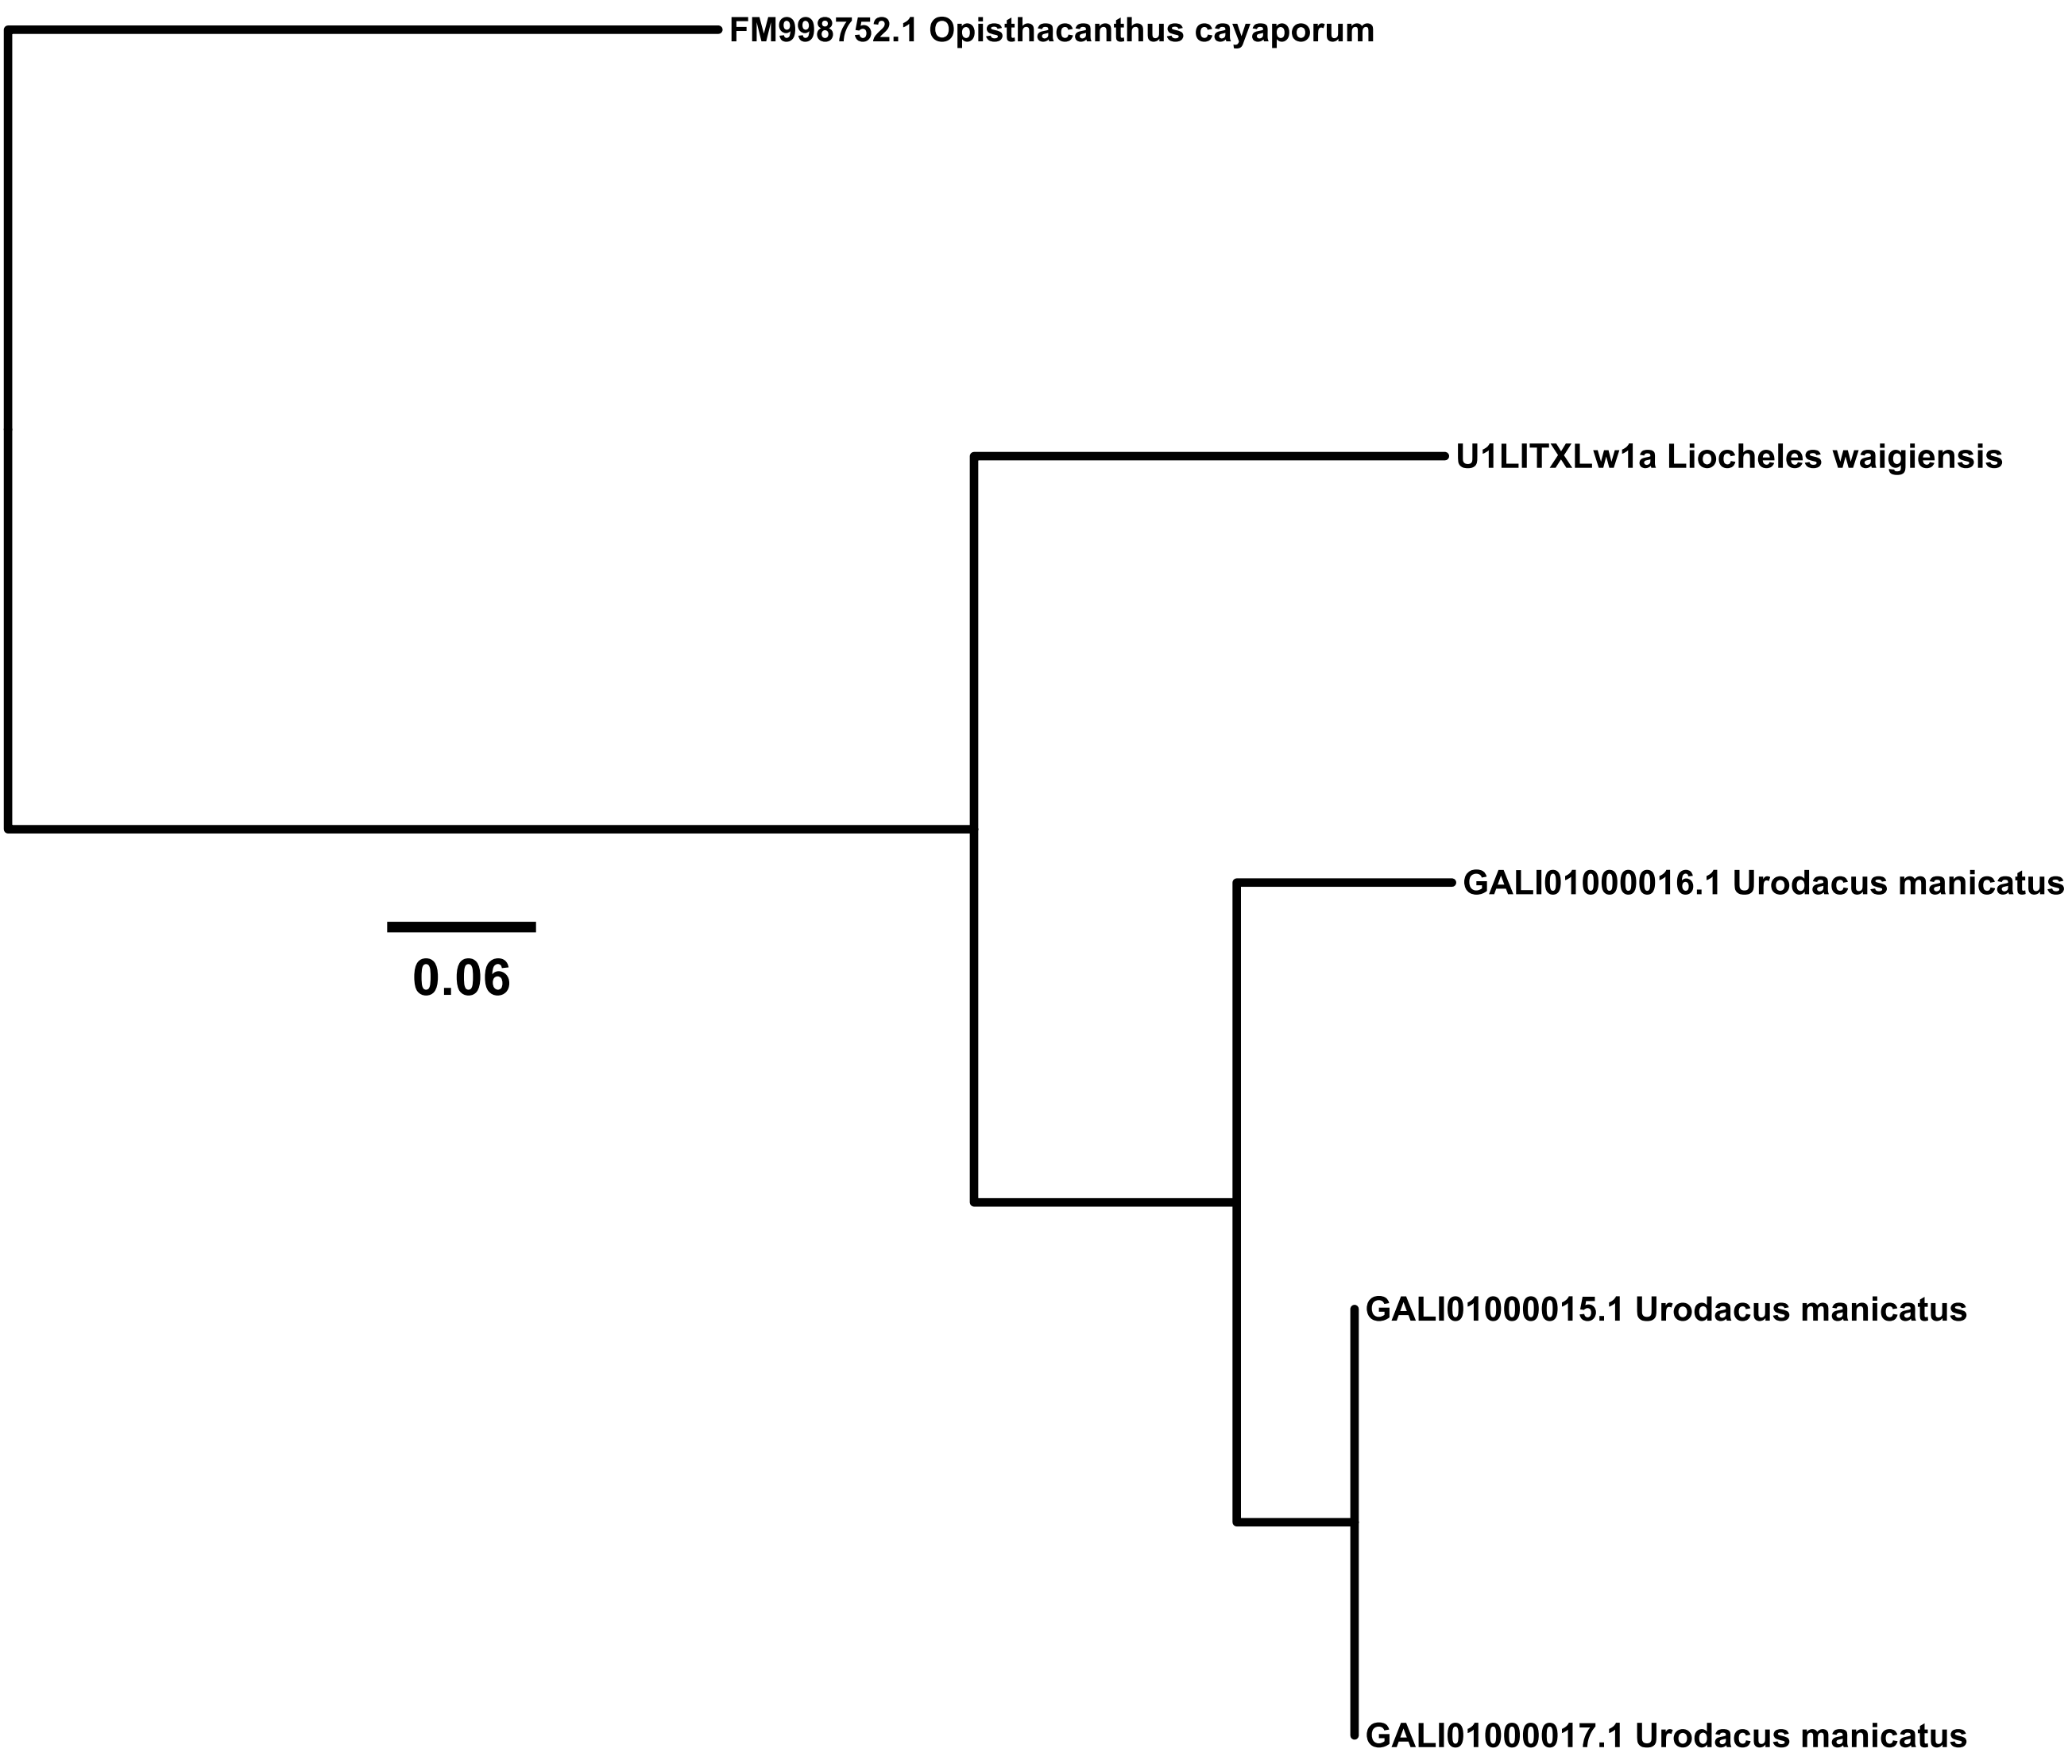 FM998752.1 Opisthacanthus cayaporum
U1LITXLw1a Liocheles waigiensis
GALI01000016.1 Urodacus manicatus
0.06
GALI01000015.1 Urodacus manicatus
GALI01000017.1 Urodacus manicatus